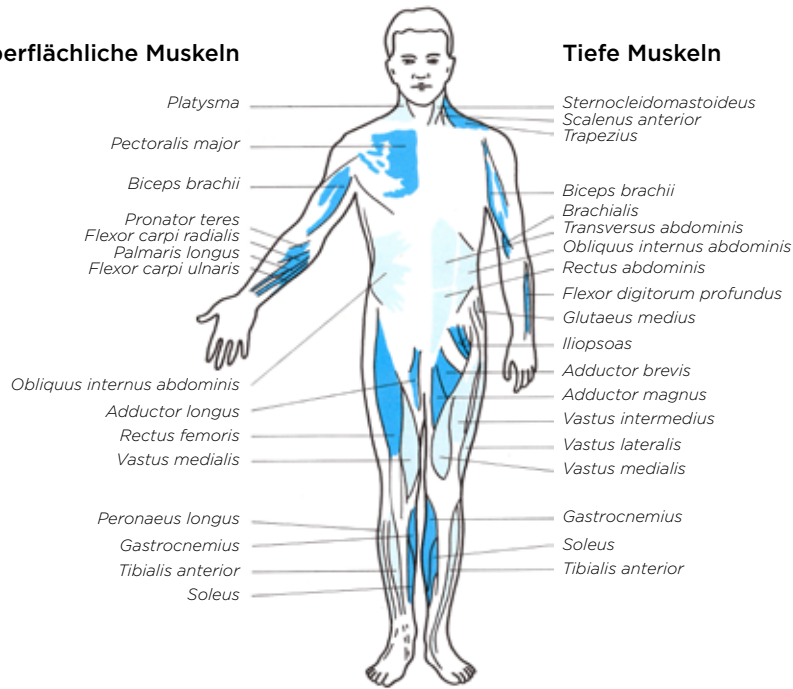 berflächliche Muskeln
Platysma
Pectoralis major
Biceps brachii
Pronator teres
Flexor carpi radialis
Palmaris longus
Flexor carpi ulnaris
Obliquus internus abdominis
Adductor longus
Rectus femoris
Vastus medialis
Peronaeus longus
Gastrocnemius
Tibialis anterior
Soleus
Tiefe Muskeln
Sternocleidomastoideus
Scalenus anterior
Trapezius
Biceps brachii
Brachialis
Transversus abdominis
Obliquus internus abdominis
Rectus abdominis
Flexor digitorum profundus
Glutaeus medius
Iliopsoas
Adductor brevis
Adductor magnus
Vastus intermedius
Vastus lateralis
Vastus medialis
Gastrocnemius
Soleus
Tibialis anterior